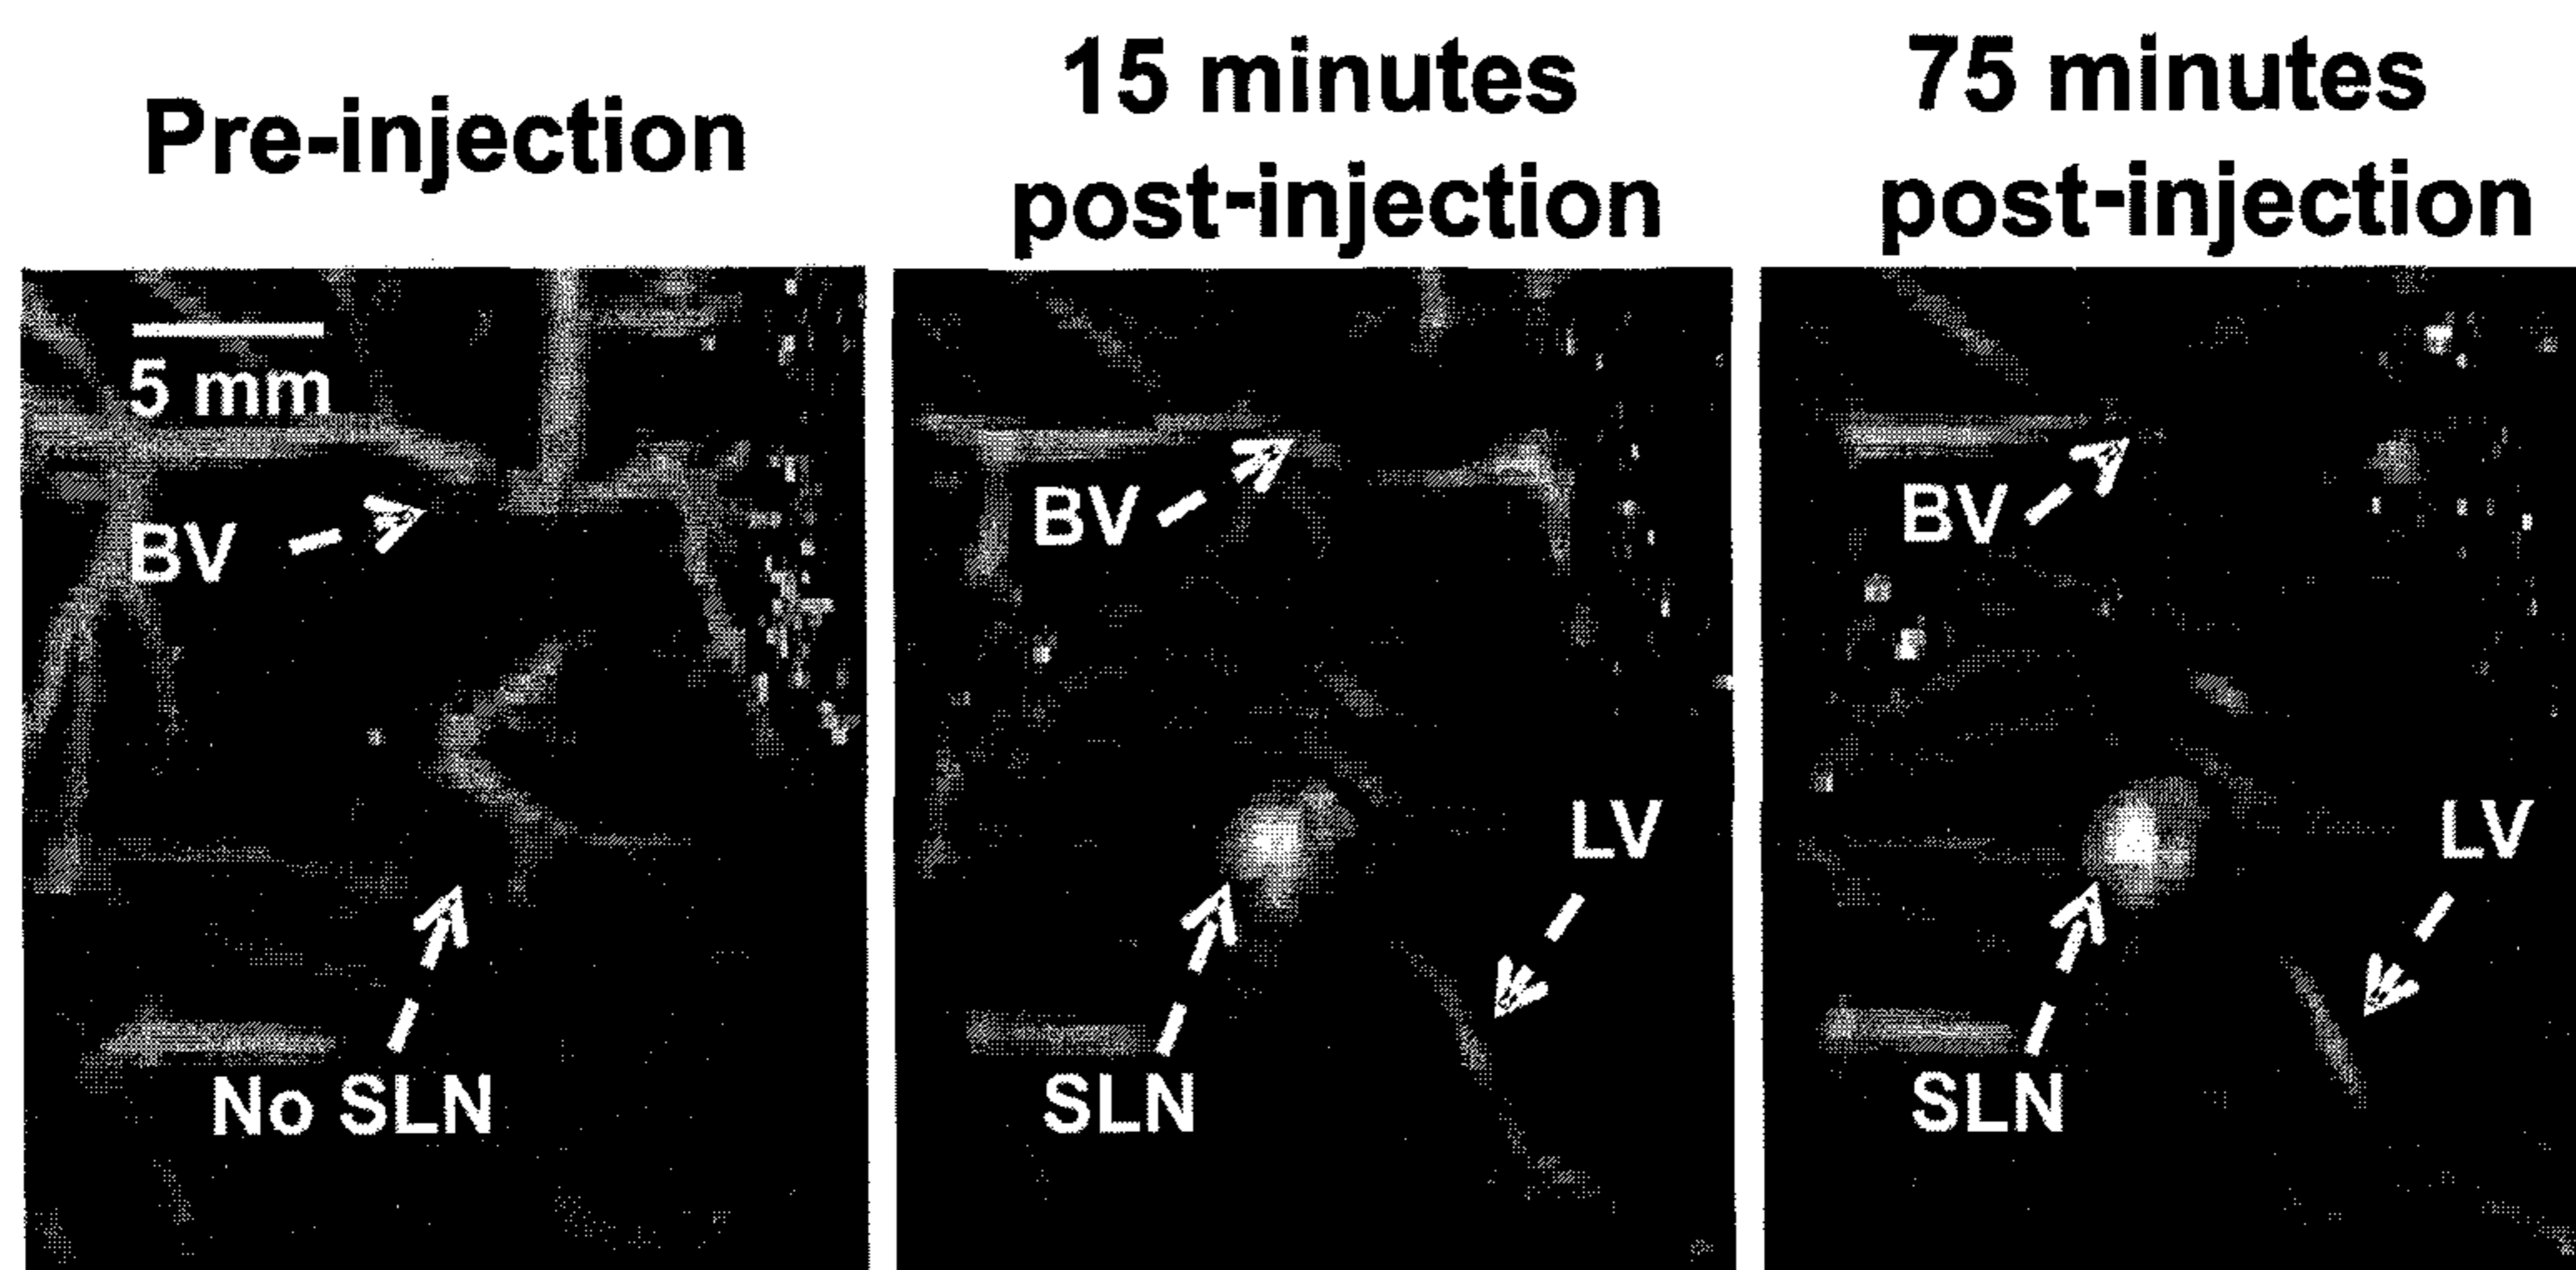 Pre-injection
15 minutes
post-injection
75 minutes
post-injection
5 mm
BV
No SLN
BV
LV
SLN
BV
LV
SLN